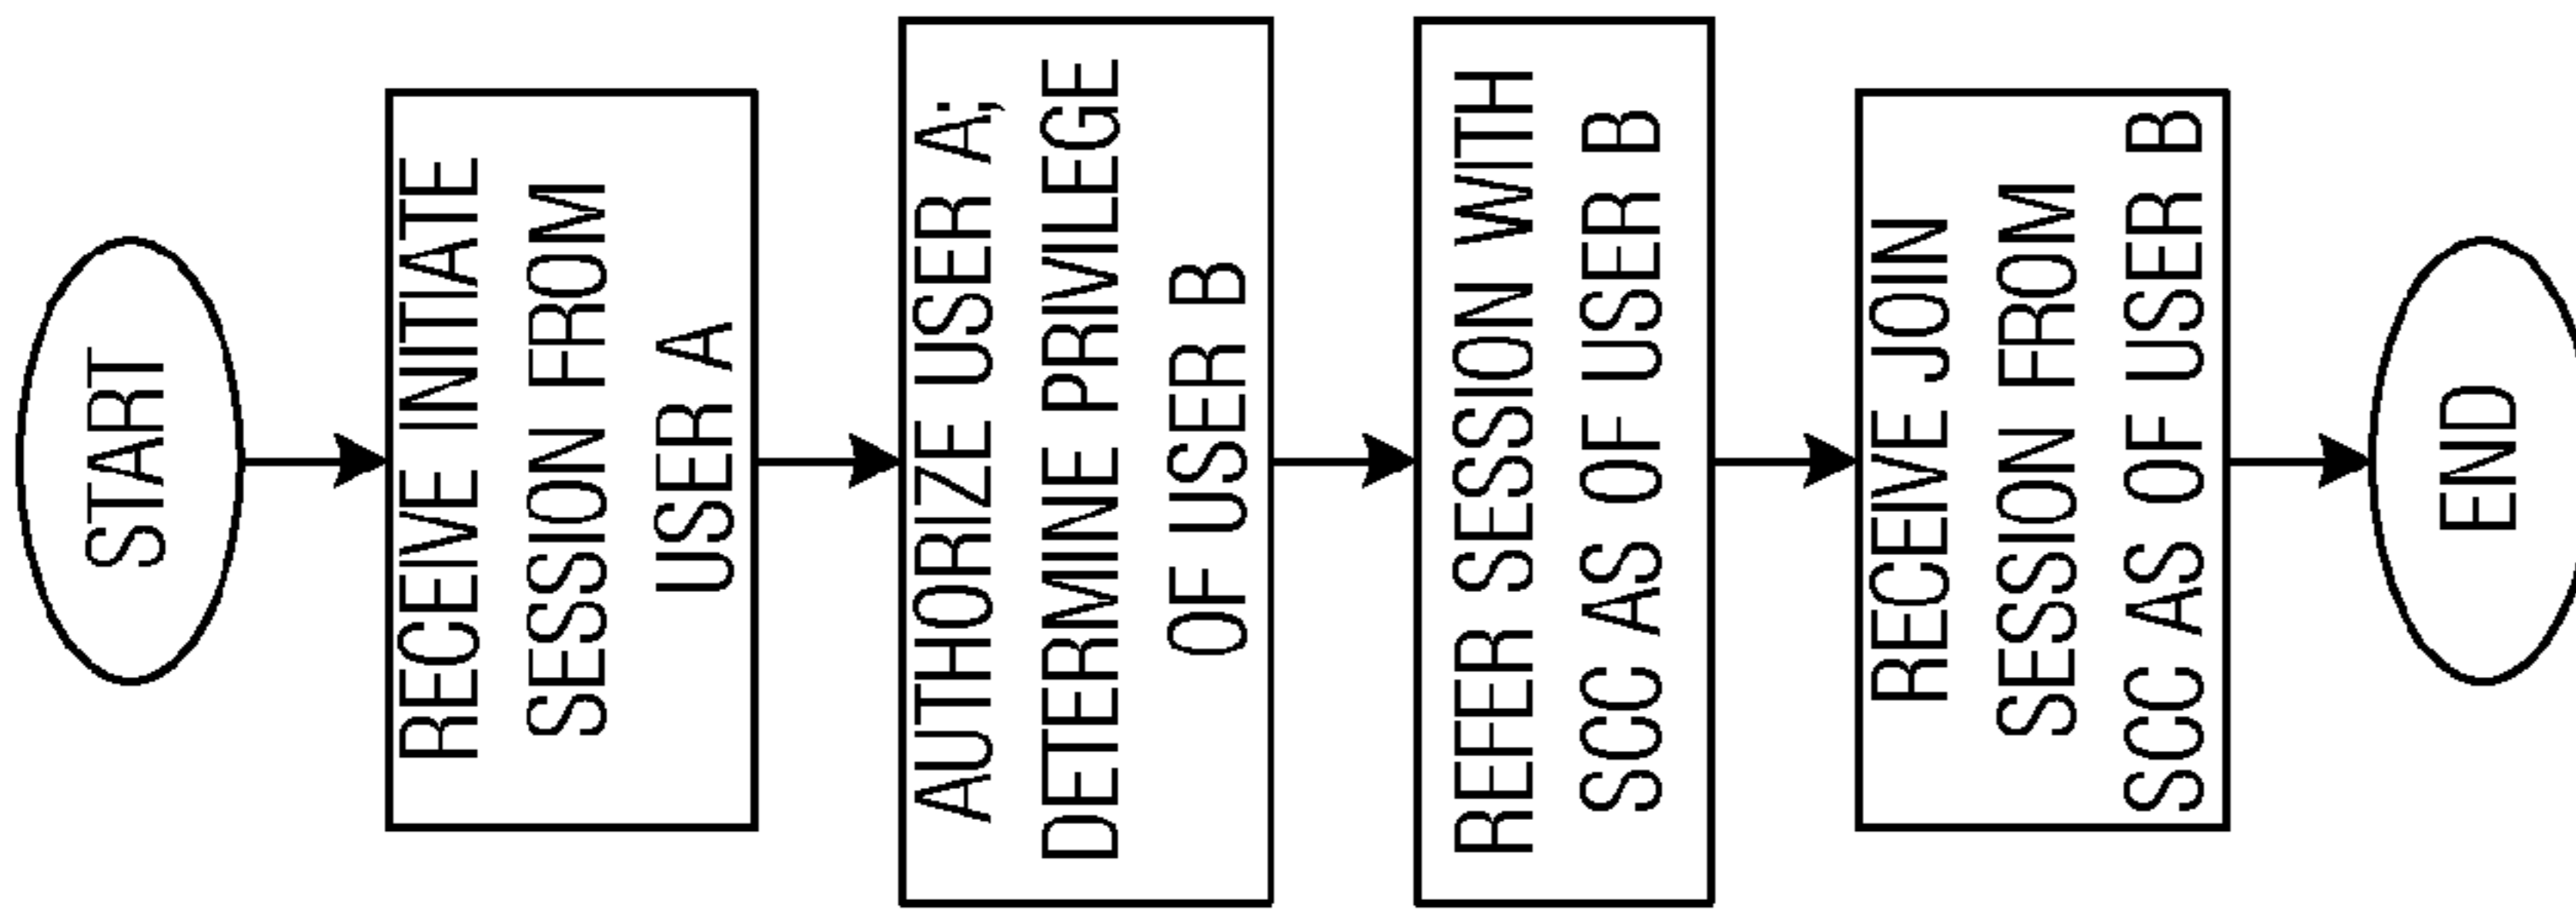 START
RECEIVE INITIATE
SESSION FROM
USER A
AUTHORIZE USER A;
DETERMINE PRIVILEGE
OF USER B
REFER SESSION WITH
SCC AS OF USER B
RECEIVE JOIN
SESSION FROM
SCC AS OF USER B
END